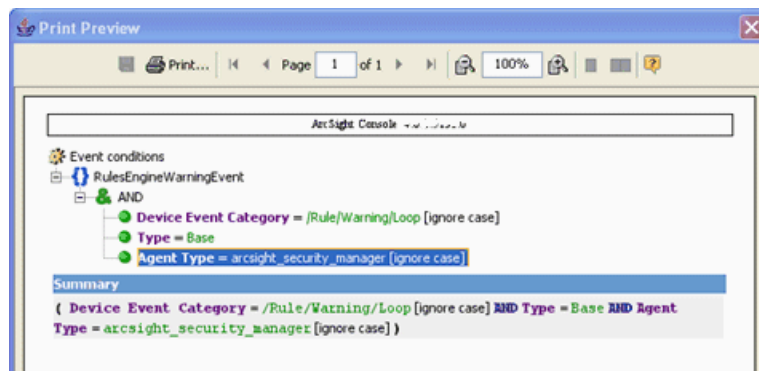 Print Preview
Print... Page 1 of 1 100%
ArcSight Console
Event conditions
RulesEngineWarningEvent
AND
Device Event Category = /Rule/Warning/Loop [ignore case]
Type = Base
Agent Type = arcsight_security_manager [ignore case]
Summary
( Device Event Category = /Rule/Warning/Loop [ignore case] AND Type = Base AND Agent
Type = arcsight_security_manager [ignore case] )